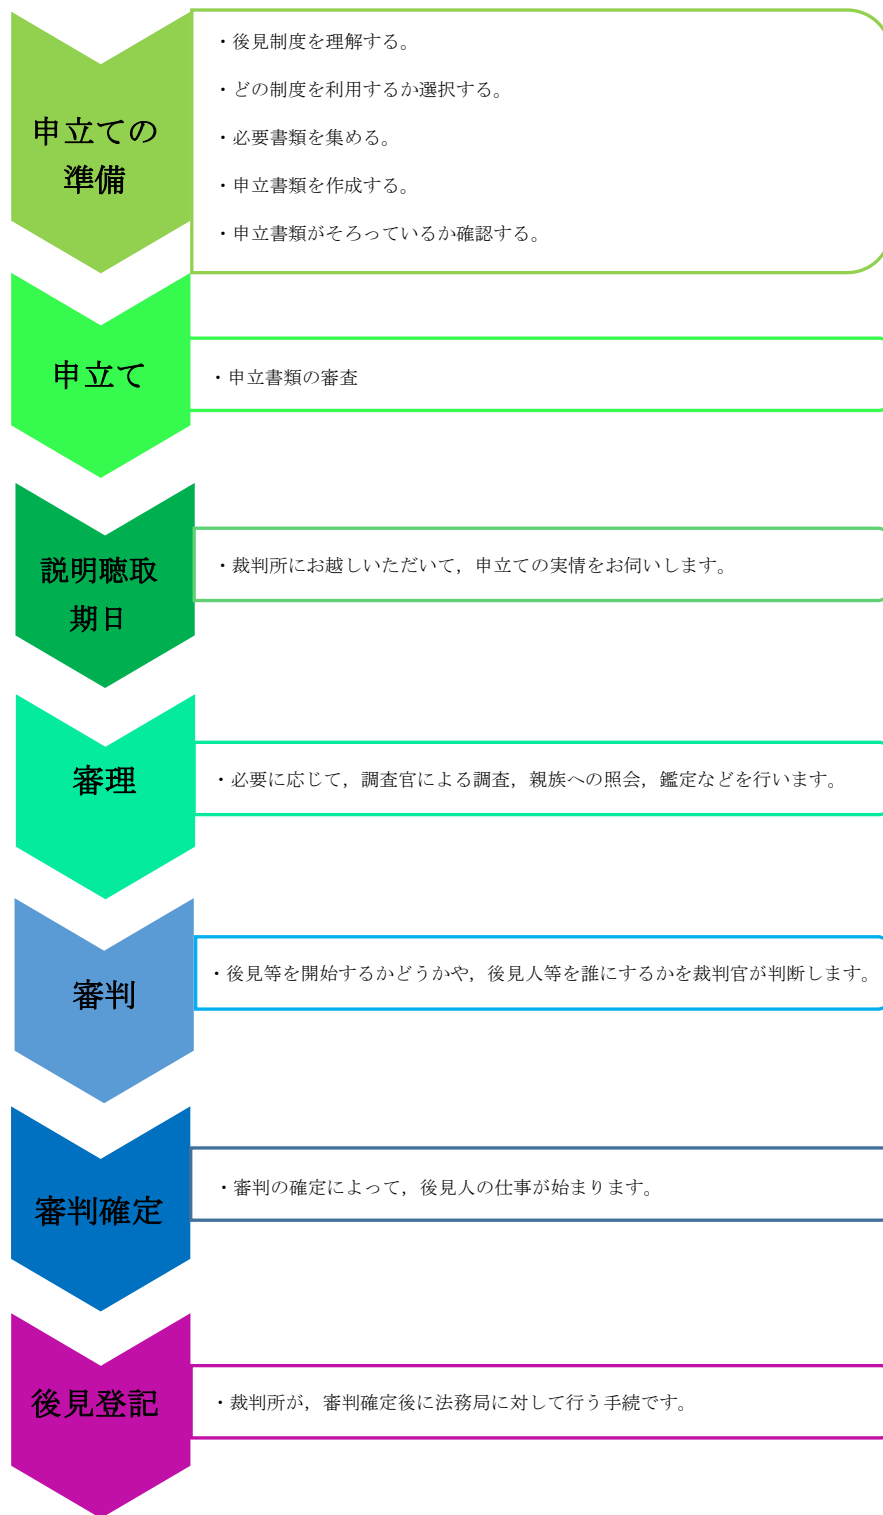 申立ての
準備
・後見制度を理解する。
・どの制度を利用するか選択する。
・必要書類を集める。
・申立書類を作成する。
・申立書類がそろっているか確認する。
申立て
・申立書類の審査
説明聴取
期日
・裁判所にお越しいただいて，申立ての実情をお伺いします。
審理
・必要に応じて，調査官による調査，親族への照会，鑑定などを行います。
審判
・後見等を開始するかどうかや，後見人等を誰にするかを裁判官が判断します。
審判確定
・審判の確定によって，後見人の仕事が始まります。
後見登記
・裁判所が，審判確定後に法務局に対して行う手続です。